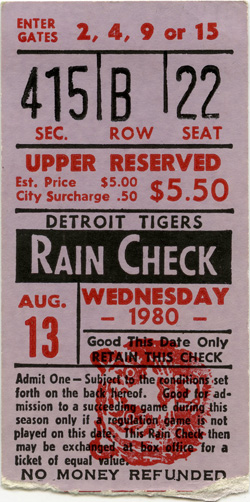 ENTER GATES 2, 4, 9 or 15
415 B 22
SEC. ROW SEAT
UPPER RESERVED
Est. Price $5.00
City Surcharge .50 $5.50
DETROIT TIGERS
RAIN CHECK
AUG. 13
WEDNESDAY
- 1980 -
Good This Date Only
RETAIN THIS CHECK
Admit One — Subject to the conditions set
forth on the back hereof. Good for ad-
mission to a succeeding game during this
season only if a regulation game is not
played on this date. This Rain Check then
may be exchanged at box office for a
ticket of equal value.
NO MONEY REFUNDED